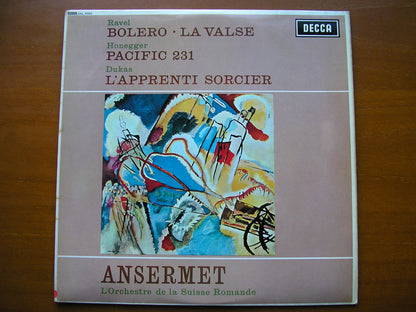 Ravel
BOLERO · LA VALSE
Honegger
PACIFIC 231
Dukas
L'APPRENTI SORCIER
DECCA
ANSERMET
L'Orchestre de la Suisse Romande